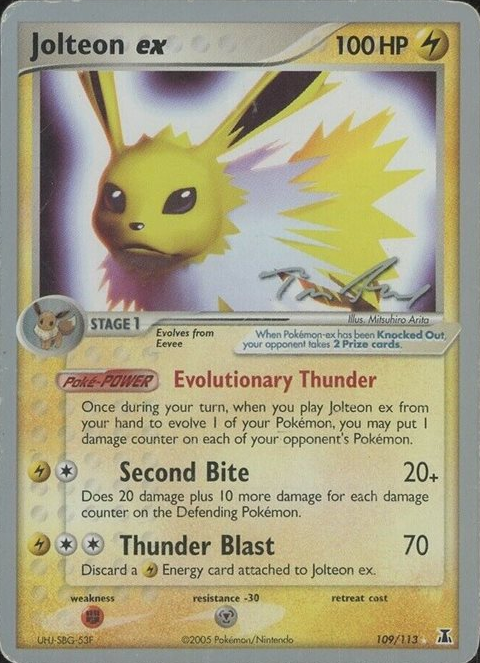 Jolteon ex 100 HP
STAGE 1
Evolves from
Eevee
Illus. Mitsuhiro Arita
When Pokémon-ex has been Knocked Out,
your opponent takes 2 Prize cards.
Poké-POWER Evolutionary Thunder
Once during your turn, when you play Jolteon ex from
your hand to evolve 1 of your Pokémon, you may put 1
damage counter on each of your opponent's Pokémon.
Second Bite 20+
Does 20 damage plus 10 more damage for each damage
counter on the Defending Pokémon.
Thunder Blast 70
Discard a Energy card attached to Jolteon ex.
weakness resistance -30 retreat cost
UHJ-SBG-53F ©2005 Pokémon/Nintendo 109/113